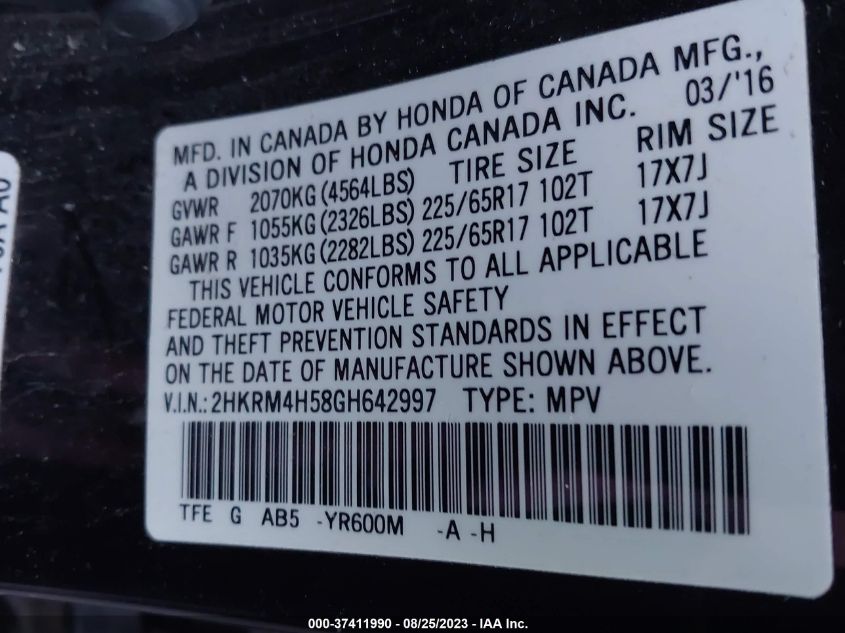 MFD. IN CANADA BY HONDA OF CANADA MFG.,
A DIVISION OF HONDA CANADA INC. 03/'16
TIRE SIZE RIM SIZE
GVWR 2070KG(4564LBS)
GAWR F 1055KG(2326LBS) 225/65R17 102T 17X7J
GAWR R 1035KG(2282LBS) 225/65R17 102T 17X7J
THIS VEHICLE CONFORMS TO ALL APPLICABLE
FEDERAL MOTOR VEHICLE SAFETY
AND THEFT PREVENTION STANDARDS IN EFFECT
ON THE DATE OF MANUFACTURE SHOWN ABOVE.
V.I.N.: 2HKRM4H58GH642997 TYPE: MPV
TFE G AB5 -YR600M -A -H
000-37411990 - 08/25/2023 - IAA Inc.